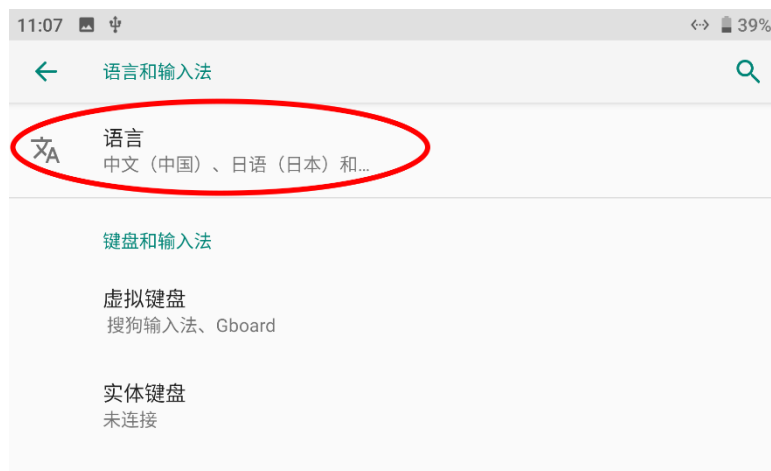 11:07 39%
语言和输入法
语言
中文（中国）、日语（日本）和...
键盘和输入法
虚拟键盘
搜狗输入法、Gboard
实体键盘
未连接